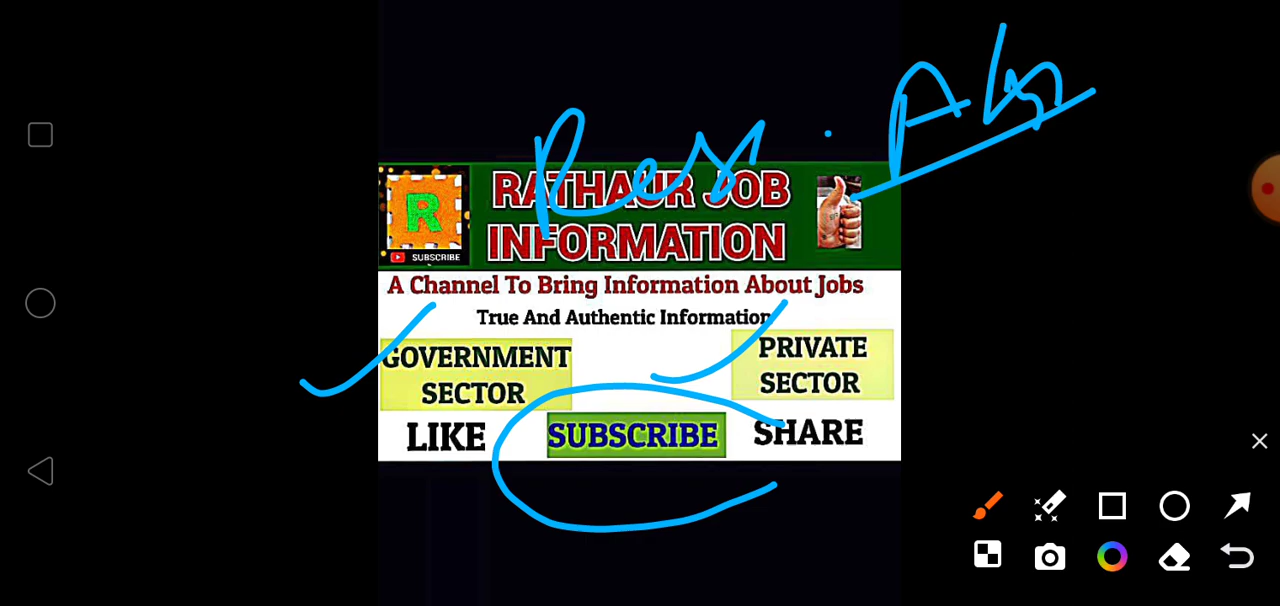 RATHAUR JOB
INFORMATION
R
SUBSCRIBE
A Channel To Bring Information About Jobs
True And Authentic Information
GOVERNMENT
SECTOR
PRIVATE
SECTOR
LIKE
SUBSCRIBE
SHARE